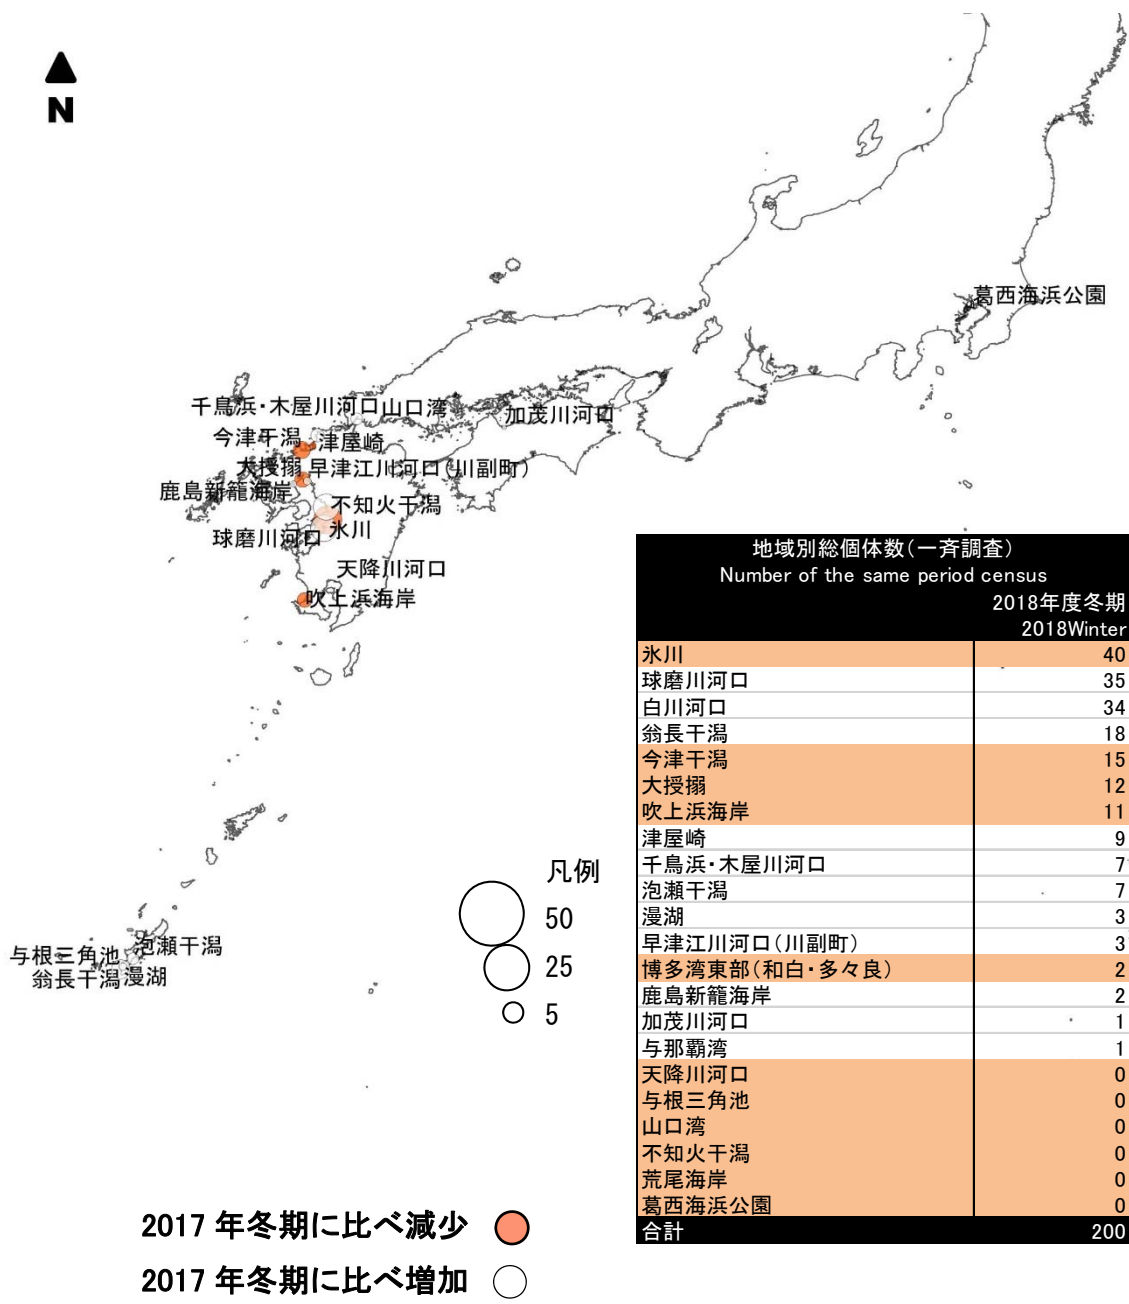 N
葛西海浜公園
千鳥浜・木屋川河口
山口湾
加茂川河口
今津干潟
津屋崎
大授搦
早津江川河口（川副町）
鹿島新籠海岸
不知火干潟
氷川
球磨川河口
天降川河口
吹上浜海岸
与根三角池
泡瀬干潟
翁長干潟
漫湖
凡例
50
25
5
2017 年冬期に比べ減少
2017 年冬期に比べ増加
地域別総個体数（一斉調査）
Number of the same period census
2018年度冬期
2018Winter
氷川 40
球磨川河口 35
白川河口 34
翁長干潟 18
今津干潟 15
大授搦 12
吹上浜海岸 11
津屋崎 9
千鳥浜・木屋川河口 7
泡瀬干潟 7
漫湖 3
早津江川河口（川副町） 3
博多湾東部（和白・多々良） 2
鹿島新籠海岸 2
加茂川河口 1
与那覇湾 1
天降川河口 0
与根三角池 0
山口湾 0
不知火干潟 0
荒尾海岸 0
葛西海浜公園 0
合計 200